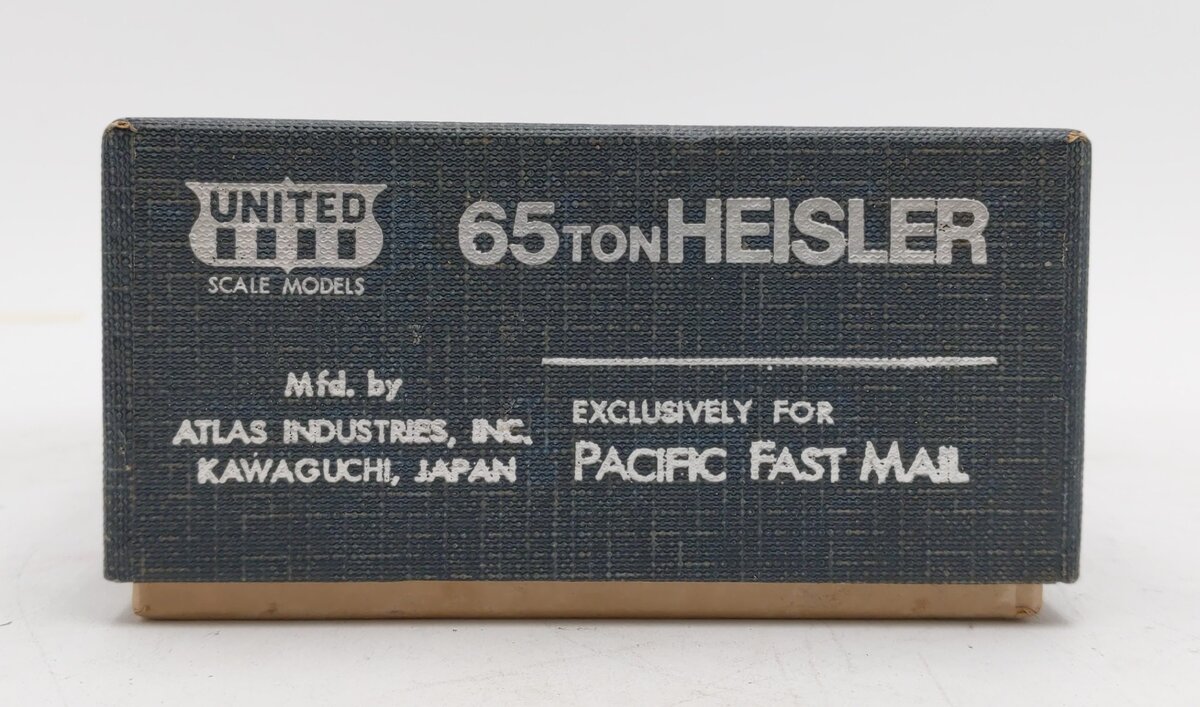 UNITED
SCALE MODELS
65 TON HEISLER
Mfd. by
ATLAS INDUSTRIES, INC.
KAWAGUCHI, JAPAN
EXCLUSIVELY FOR
PACIFIC FAST MAIL